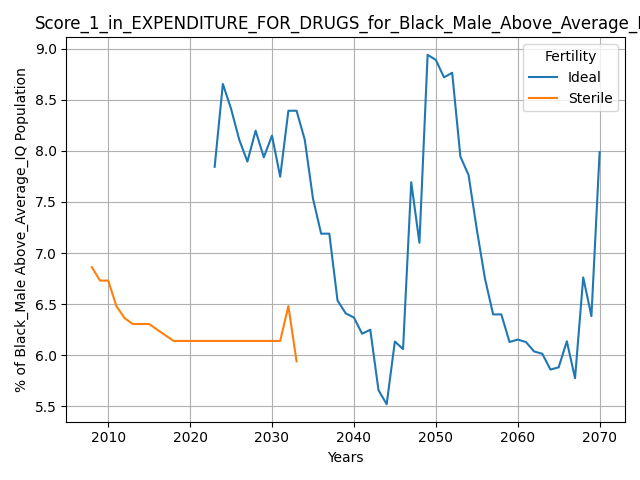 Score_1_in_EXPENDITURE_FOR_DRUGS_for_Black_Male_Above_Average_
% of Black_Male Above_Average_IQ Population
9.0
8.5
8.0
7.5
7.0
6.5
6.0
5.5
Fertility
Ideal
Sterile
2010 2020 2030 2040 2050 2060 2070
Years